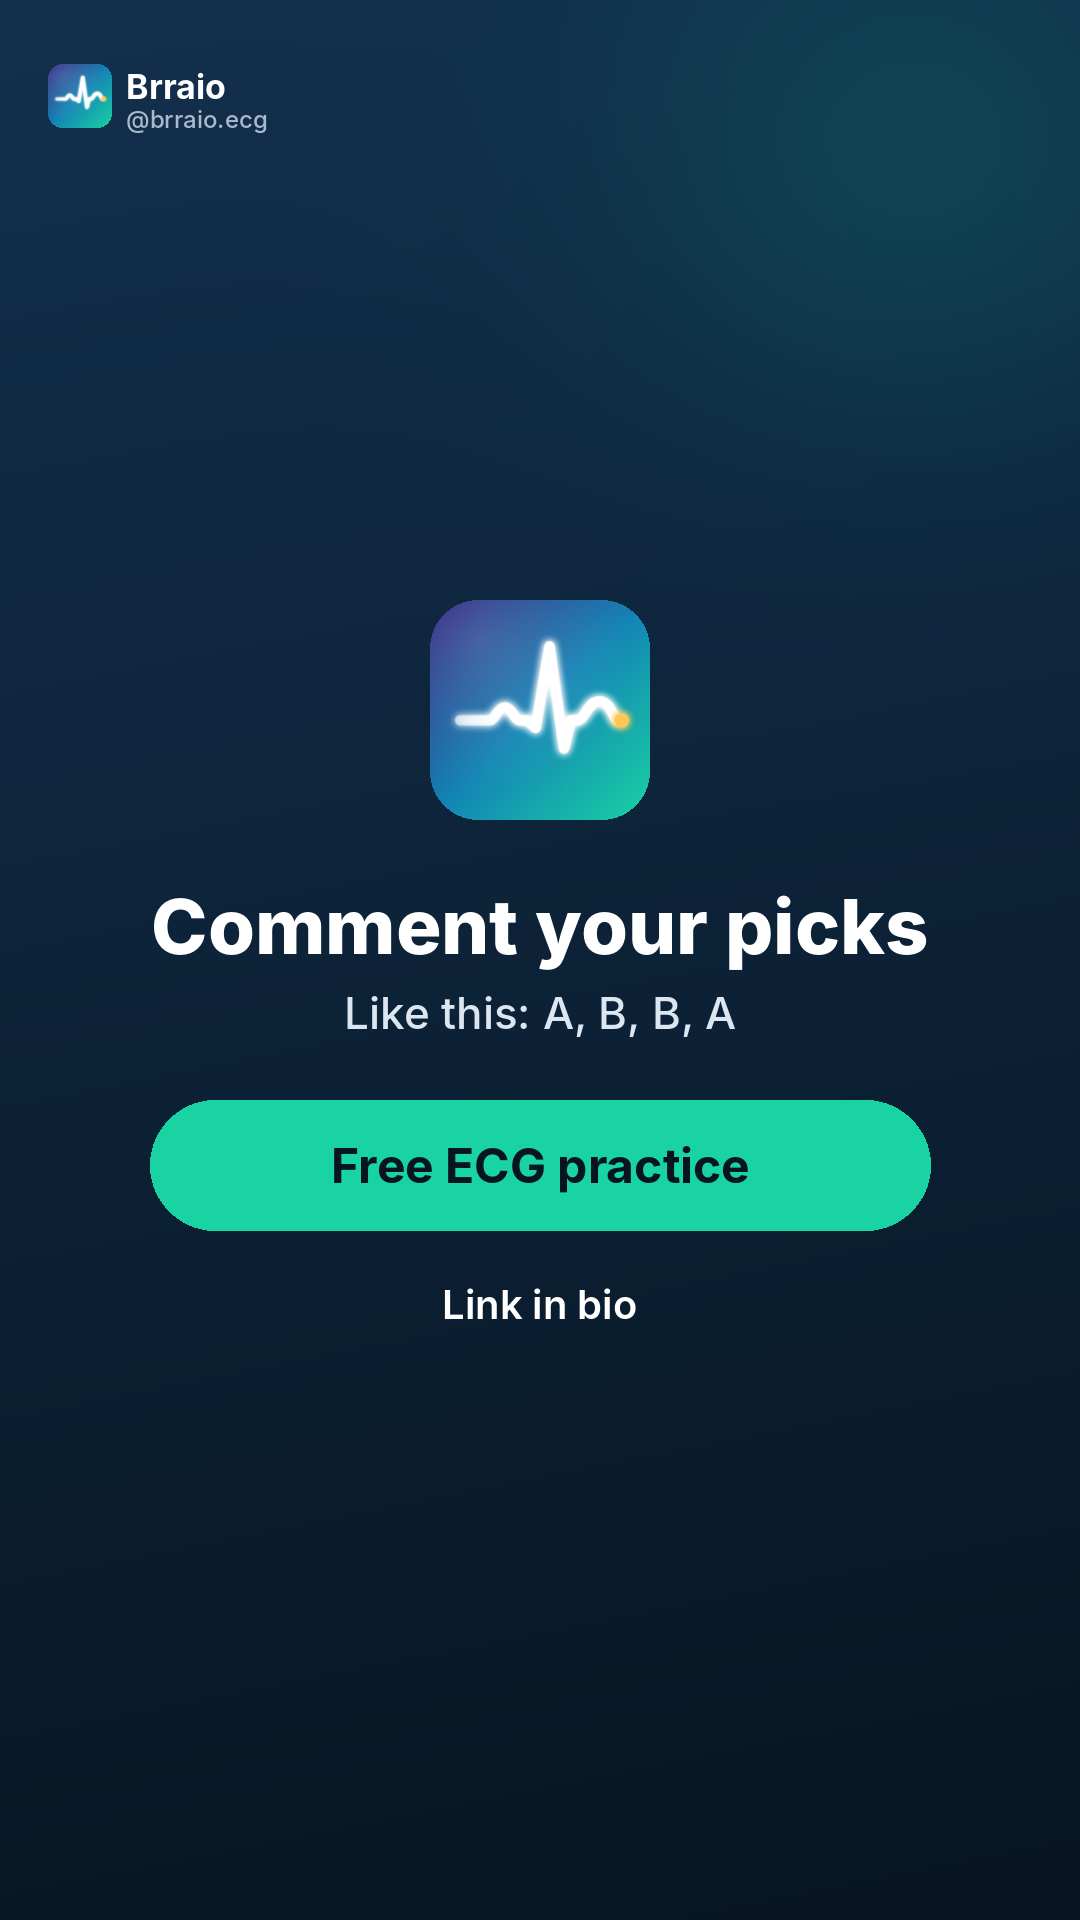 Brraio
@brraio.ecg
Comment your picks
Like this: A, B, B, A
Free ECG practice
Link in bio